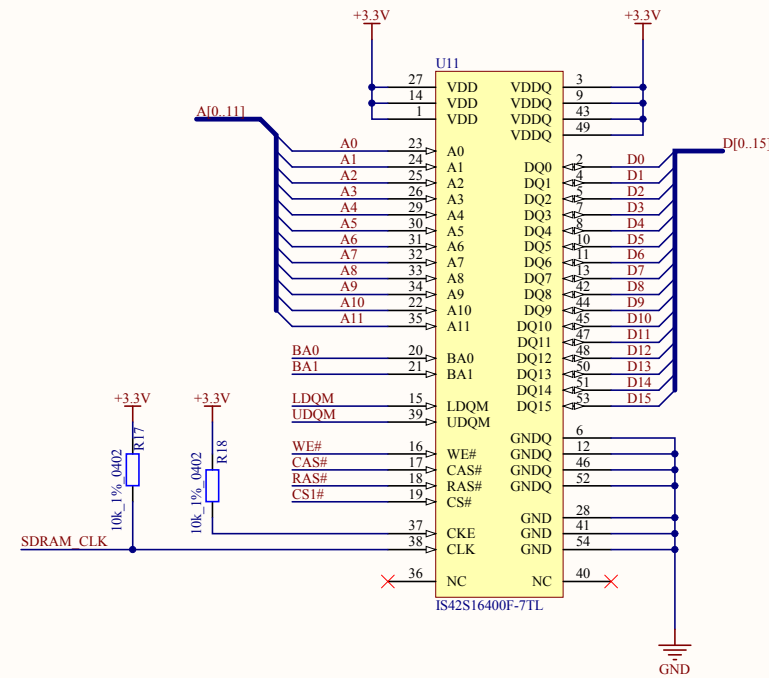 +3.3V
+3.3V
U11
27 VDD VDDQ 3
14 VDD VDDQ 9
1 VDD VDDQ 43
VDDQ 49
A[0..11]
D[0..15]
A0 23 A0
A1 24 A1 DQ0 2 D0
A2 25 A2 DQ1 4 D1
A3 26 A3 DQ2 5 D2
A4 29 A4 DQ3 7 D3
A5 30 A5 DQ4 8 D4
A6 31 A6 DQ5 10 D5
A7 32 A7 DQ6 11 D6
A8 33 A8 DQ7 13 D7
A9 34 A9 DQ8 42 D8
A10 22 A10 DQ9 44 D9
A11 35 A11 DQ10 45 D10
DQ11 47 D11
BA0 20 BA0 DQ12 48 D12
BA1 21 BA1 DQ13 50 D13
DQ14 51 D14
LDQM 15 LDQM DQ15 53 D15
UDQM 39 UDQM
GNDQ 6
WE# 16 WE# GNDQ 12
CAS# 17 CAS# GNDQ 46
RAS# 18 RAS# GNDQ 52
CS1# 19 CS#
GND 28
37 CKE GND 41
SDRAM_CLK 38 CLK GND 54
36 NC NC 40
IS42S16400F-7TL
+3.3V
+3.3V
R17
10k_1%_0402
R18
10k_1%_0402
GND